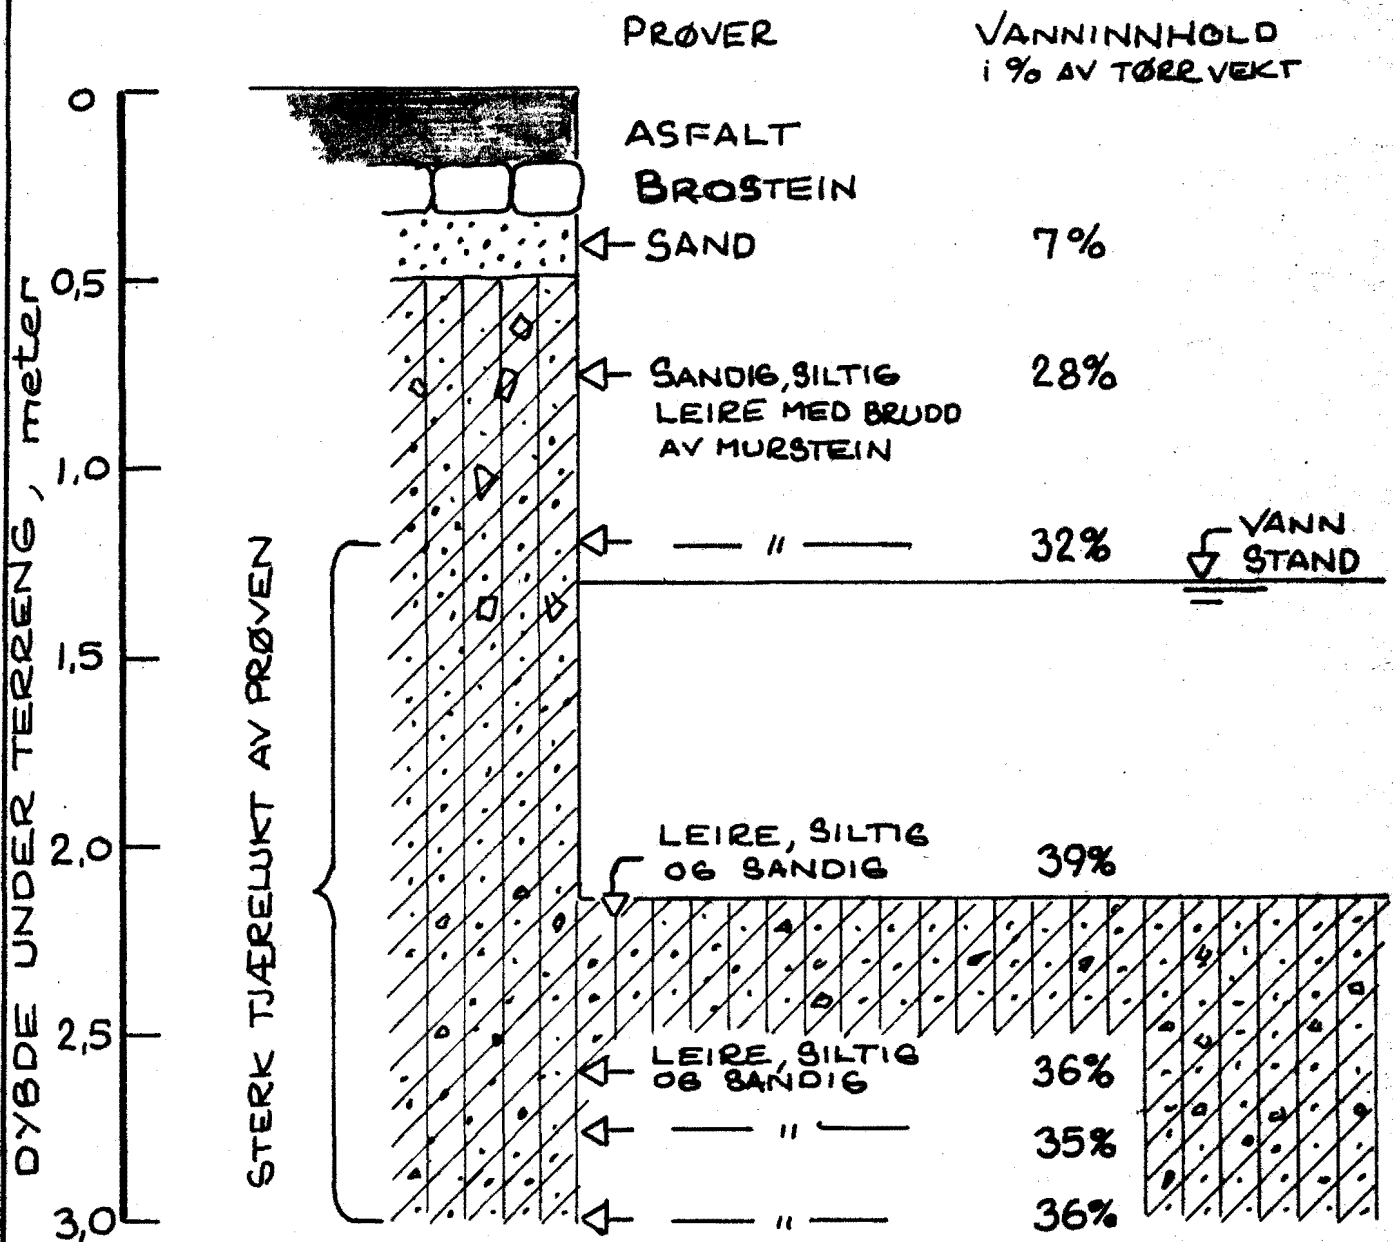 PRØVER
VANNINNHOLD
i % AV TØRRVEKT
0
ASFALT
BROSTEIN
SAND 7%
0,5
SANDIG, SILTIG 28%
LEIRE MED BRUDD
AV MURSTEIN
1,0
— " — 32%
VANN
STAND
1,5
2,0
LEIRE, SILTIG
OG SANDIG 39%
2,5
LEIRE, SILTIG
OG SANDIG 36%
— " — 35%
3,0
— " — 36%
DYBDE UNDER TERRENG, meter
STERK TJÆRELUKT AV PRØVEN